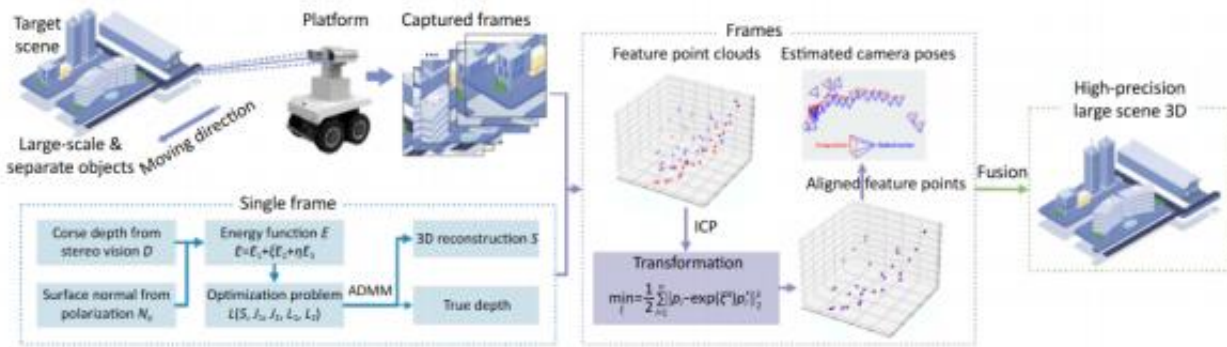 Target
scene
Platform
Captured frames
...
Large-scale &
separate objects
Moving direction
Single frame
Corse depth from
stereo vision D
Energy function E
3D reconstruction S
Surface normal from
Optimization problem
ADMM
True depth
Frames
Feature point clouds
Estimated camera poses
ICP
Aligned feature points
Transformation
Fusion
High-precision
large scene 3D